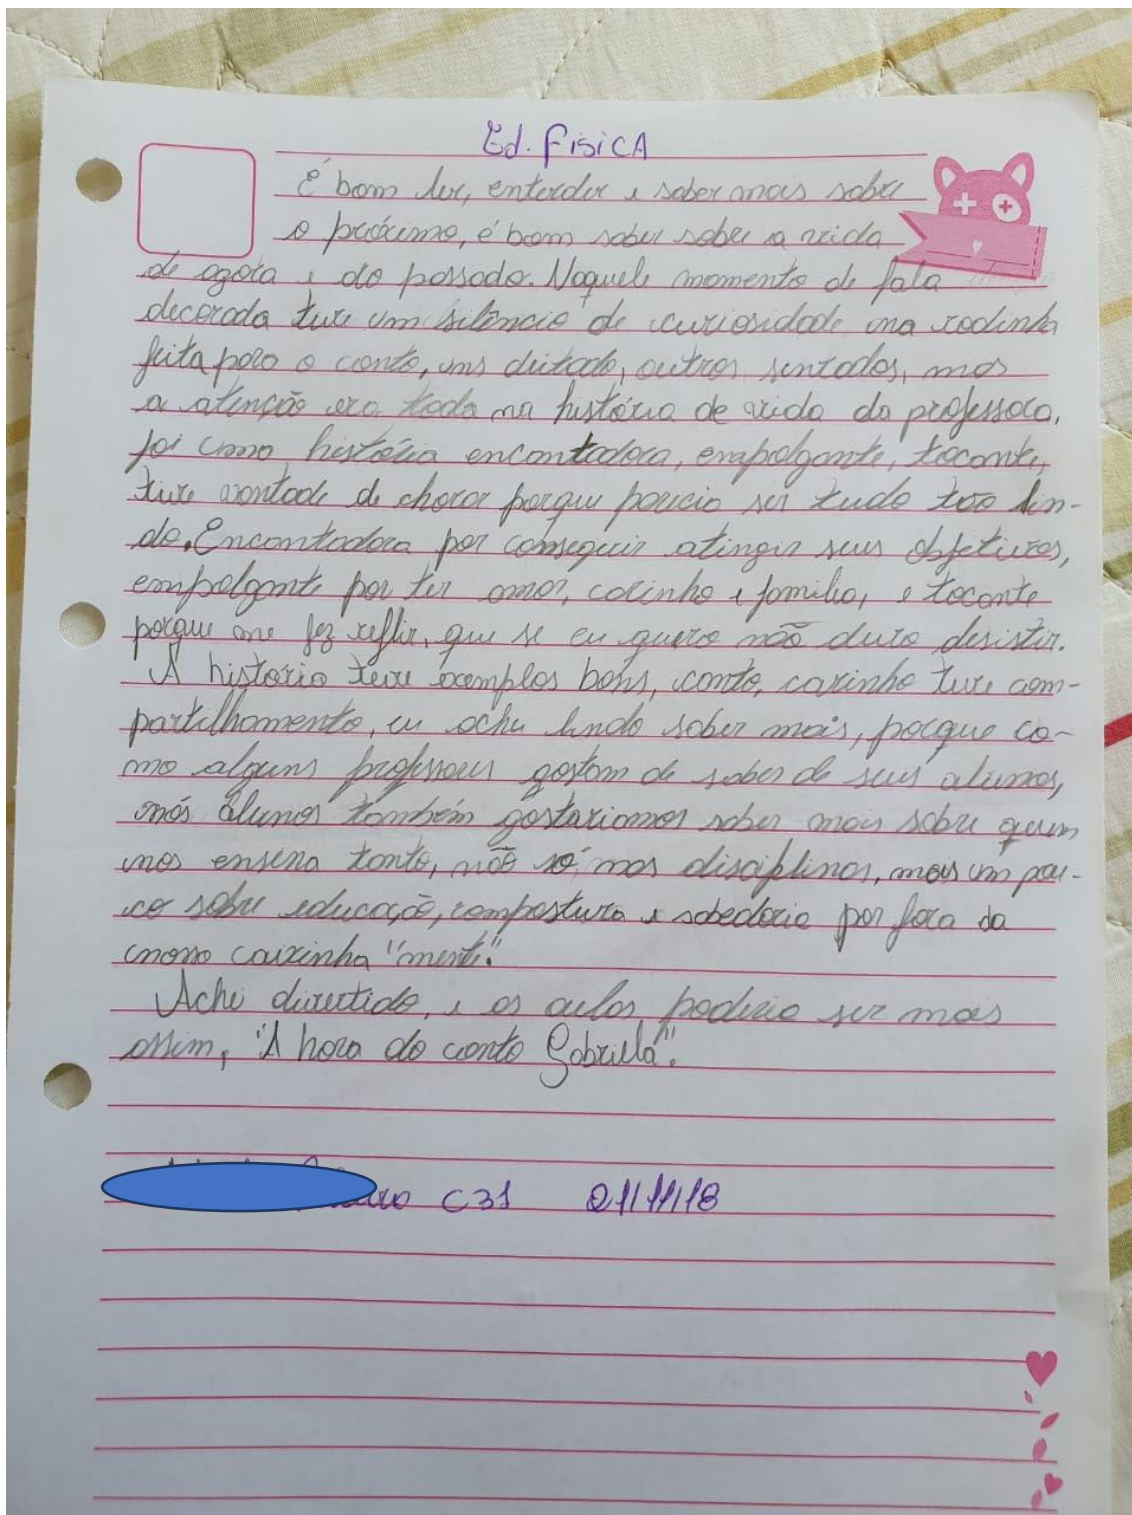 Ed. FísicA
É bom ler, entender e saber mais sobre
o próximo, é bom saber sobre a vida
de agora e do passado. Naquele momento de fala
decorada teve um silêncio de curiosidade na rodinha
feita para o conto, uns deitado, outros sentados, mas
a atenção era toda na história de vida da professora,
foi uma história encantadora, empolgante, tocante,
tive vontade de chorar porque parecia ser tudo tão lin-
do. Encantadora por conseguir atingir seus objetivos,
empolgante por ter amor, carinho e família, e tocante
porque me fez reflir, que se eu quero não devo desistir.
A história teve exemplos bons, conto, carinho teve com-
partilhamento, eu achei lindo saber mais, porque co-
mo alguns professores gostam de saber de seus alunos,
nós alunos também gostariamos saber mais sobre quem
nos ensina tanto, não só, nas disciplinas, mais um pou-
co sobre educação, compostura e sabedoria por fora da
nossa caixinha "mente".
Achei divertido, e as aulas poderia ser mais
assim, "A hora do conto Gabriela".
C31 21/11/18